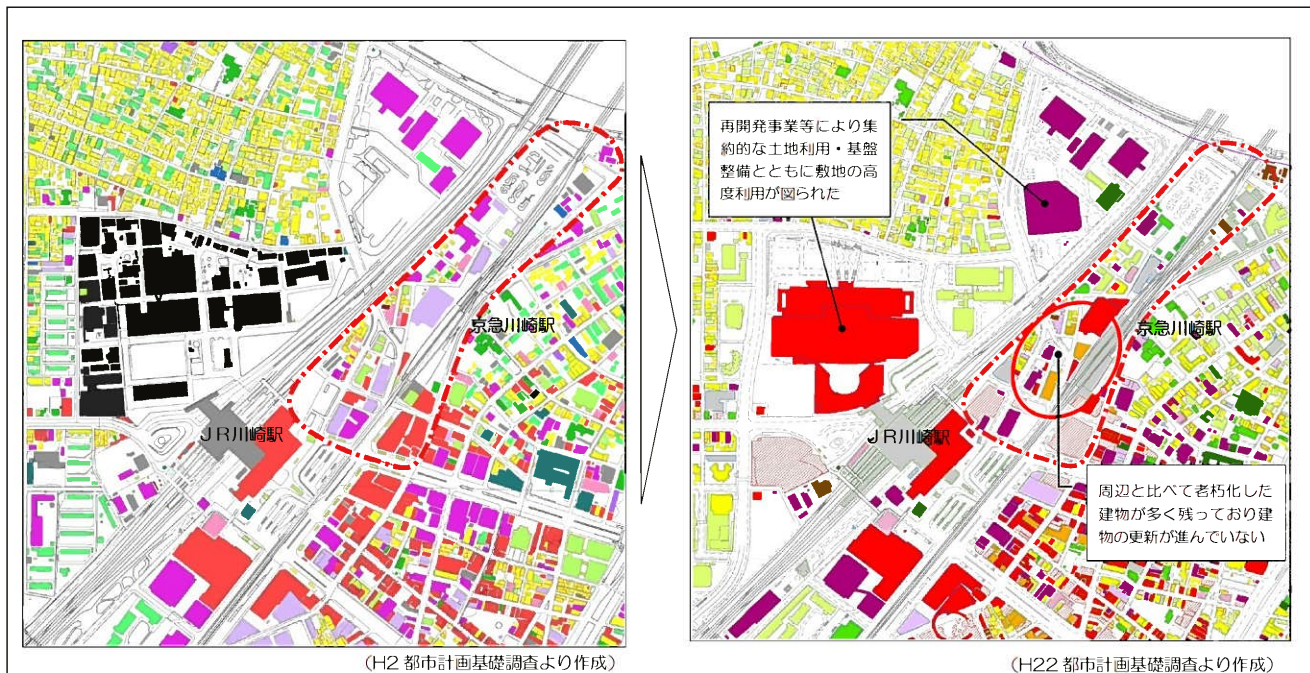 京急川崎駅
JR川崎駅
(H2 都市計画基礎調査より作成)
再開発事業等により集
約的な土地利用・基盤
整備とともに敷地の高
度利用が図られた
京急川崎駅
JR川崎駅
周辺と比べて老朽化した
建物が多く残っており建
物の更新が進んでいない
(H22 都市計画基礎調査より作成)